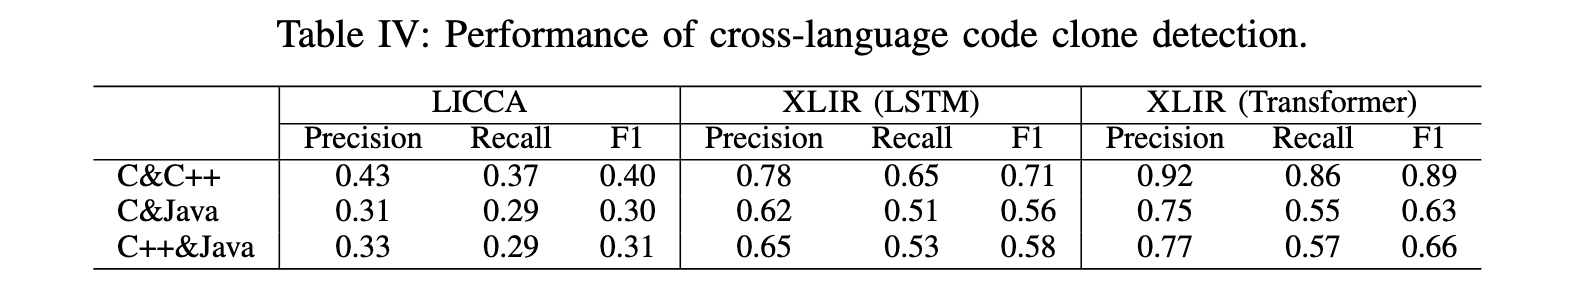 Table IV: Performance of cross-language code clone detection.
LICCA XLIR (LSTM) XLIR (Transformer)
Precision Recall F1 Precision Recall F1 Precision Recall F1
C&C++ 0.43 0.37 0.40 0.78 0.65 0.71 0.92 0.86 0.89
C&Java 0.31 0.29 0.30 0.62 0.51 0.56 0.75 0.55 0.63
C++&Java 0.33 0.29 0.31 0.65 0.53 0.58 0.77 0.57 0.66